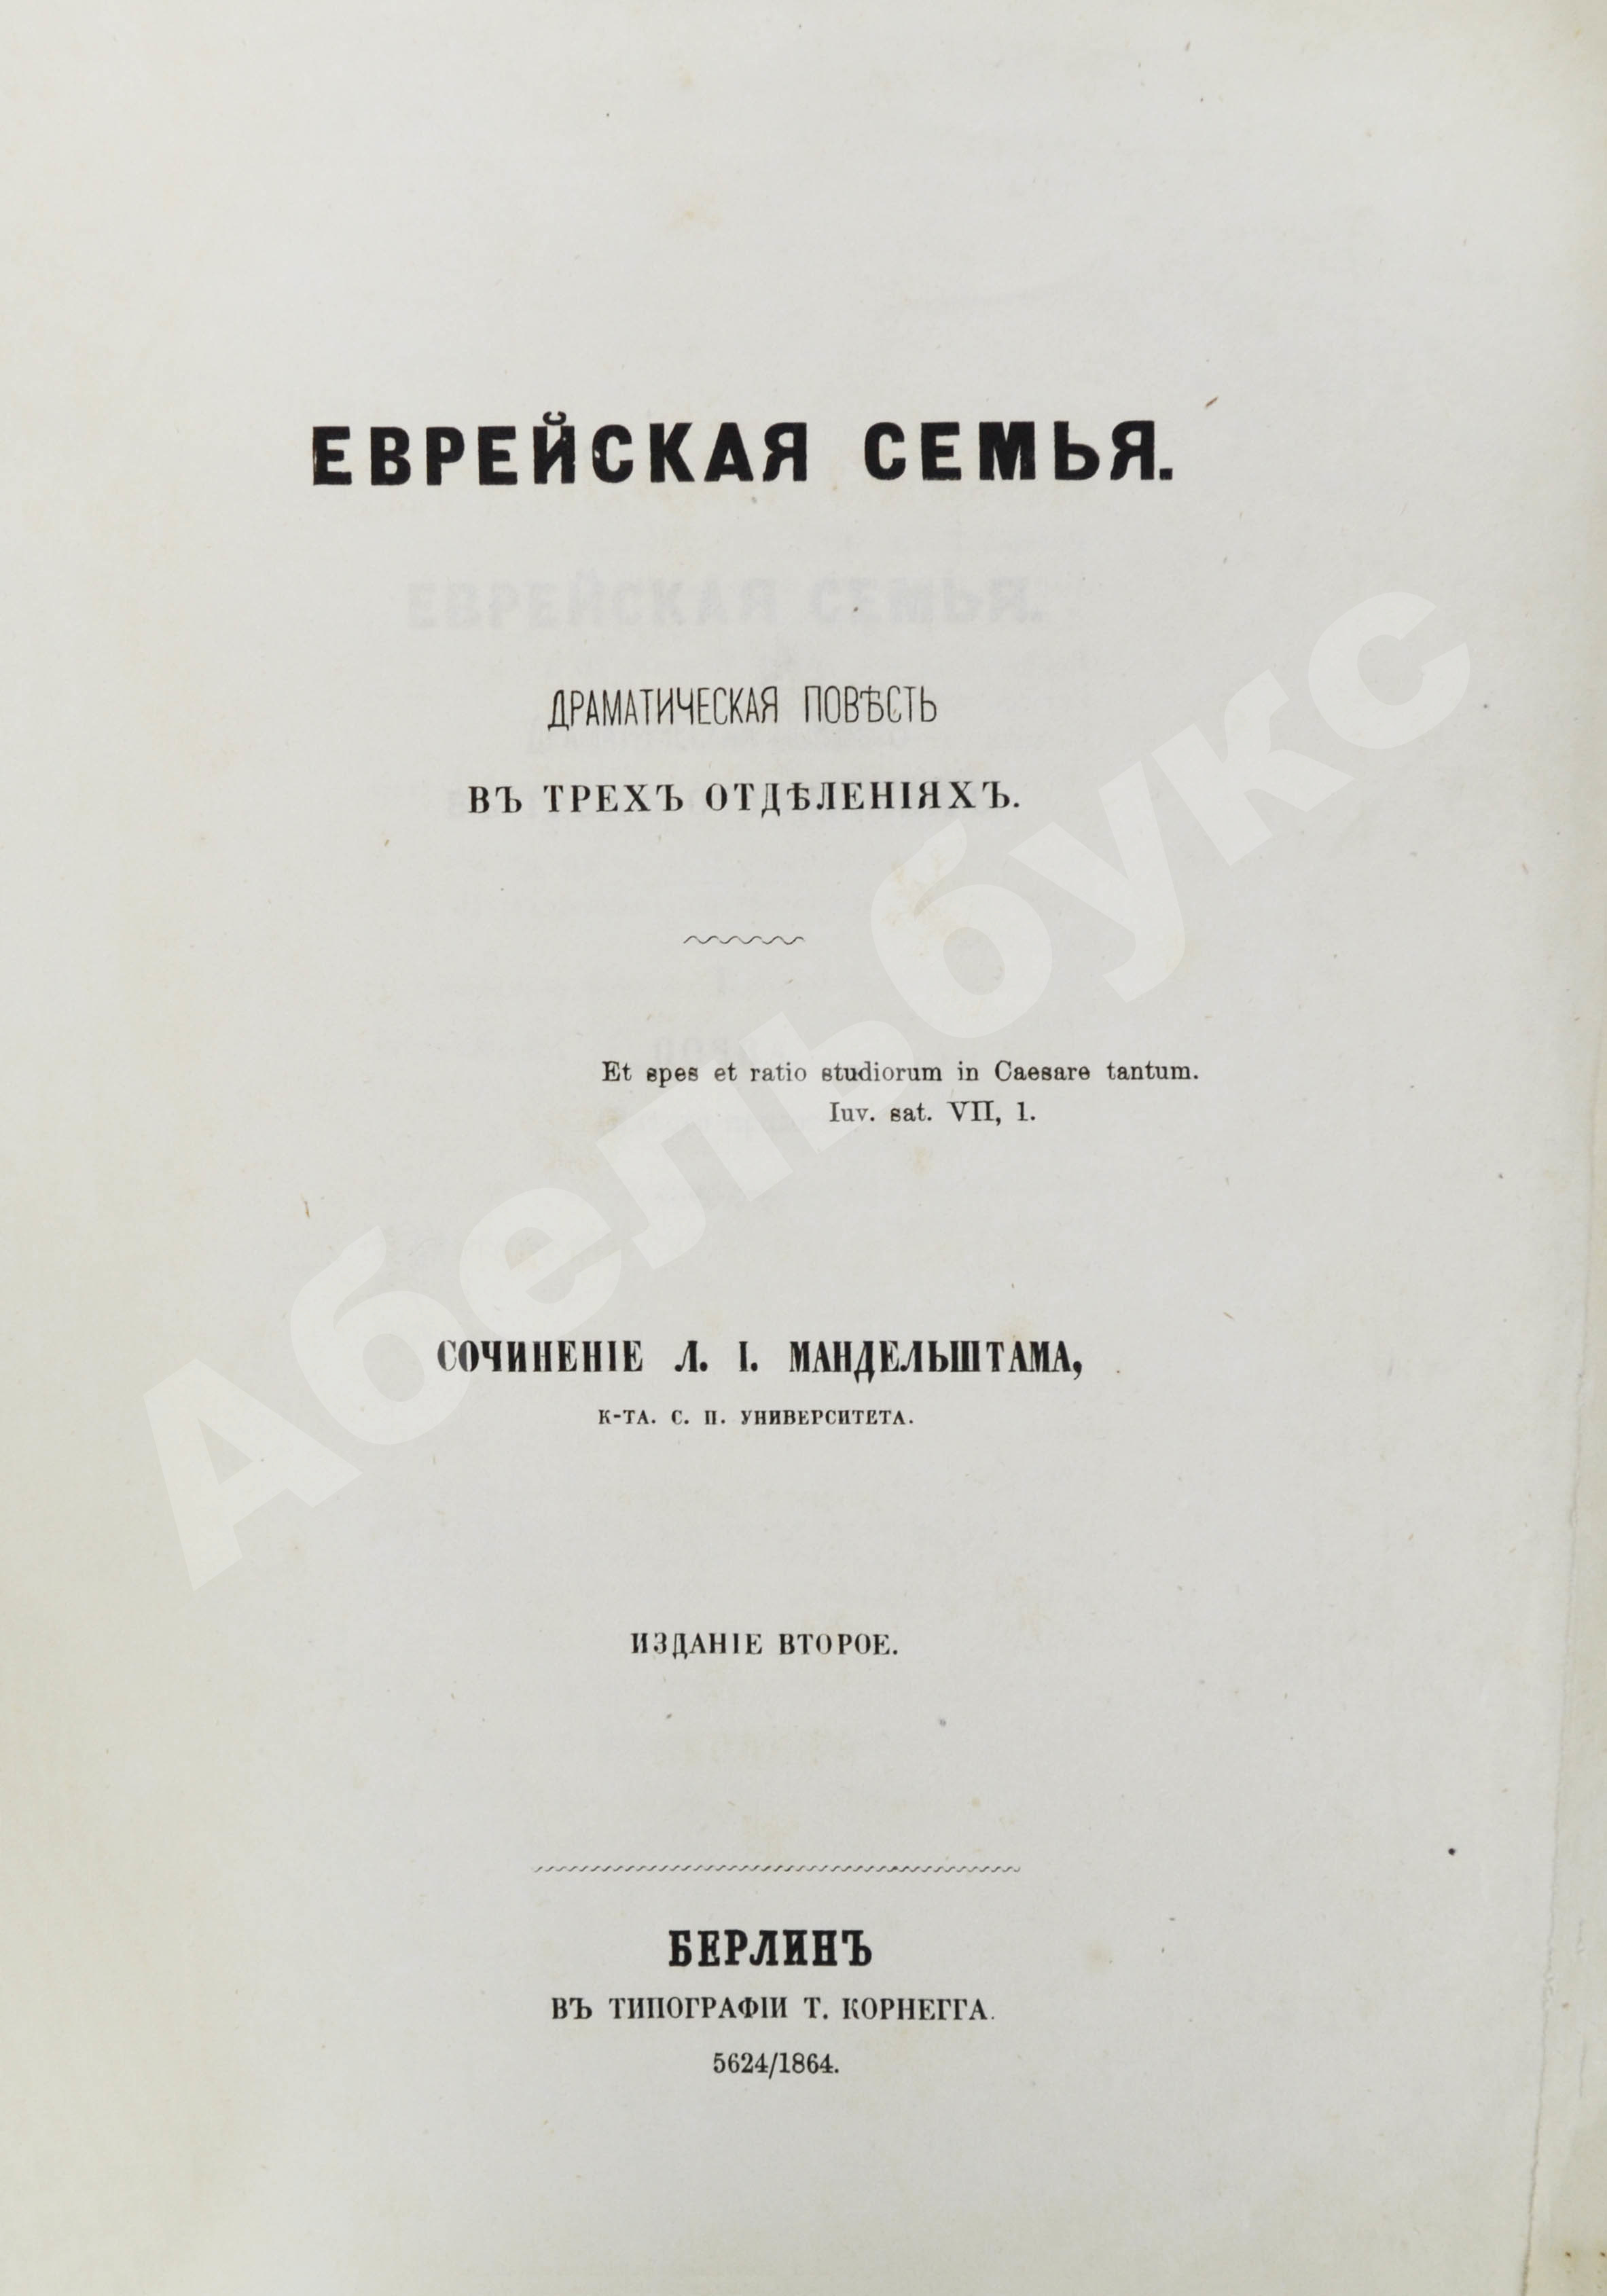 ЕВРЕЙСКАЯ СЕМЬЯ.
ДРАМАТИЧЕСКАЯ ПОВѢСТЬ
ВЪ ТРЕХЪ ОТДѢЛЕНІЯХЪ.
Et spes et ratio studiorum in Caesare tantum.
Iuv. sat. VII, 1.
СОЧИНЕНІЕ Л. І. МАНДЕЛЬШТАМА,
К-ТА. С. П. УНИВЕРСИТЕТА.
ИЗДАНІЕ ВТОРОЕ.
БЕРЛИНЪ
ВЪ ТИПОГРАФІИ Т. КОРНЕГГА.
5624/1864.
Абельбукс